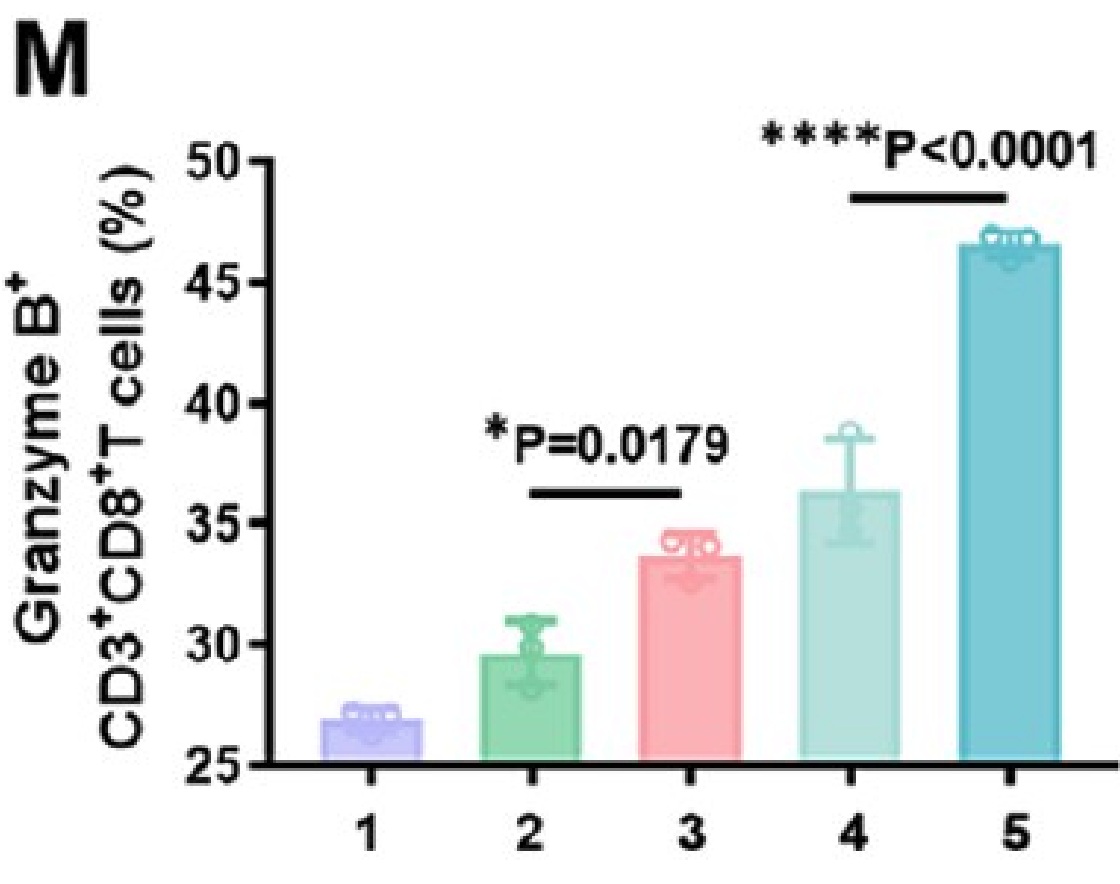 M
Granzyme B⁺
CD3⁺CD8⁺T cells (%)
50
45
40
35
30
25
****P<0.0001
*P=0.0179
1 2 3 4 5